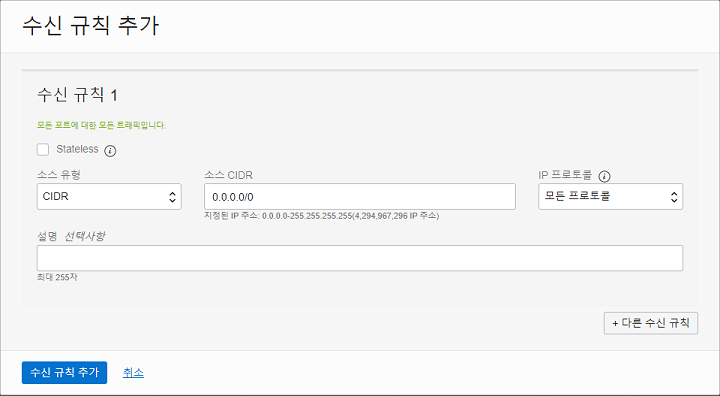 수신 규칙 추가
수신 규칙 1
모든 포트에 대한 모든 트래픽입니다.
Stateless i
소스 유형 소스 CIDR IP 프로토콜 i
CIDR 0.0.0.0/0 모든 프로토콜
지정된 IP 주소: 0.0.0.0-255.255.255.255(4,294,967,296 IP 주소)
설명 선택사항
최대 255자
+ 다른 수신 규칙
수신 규칙 추가 취소